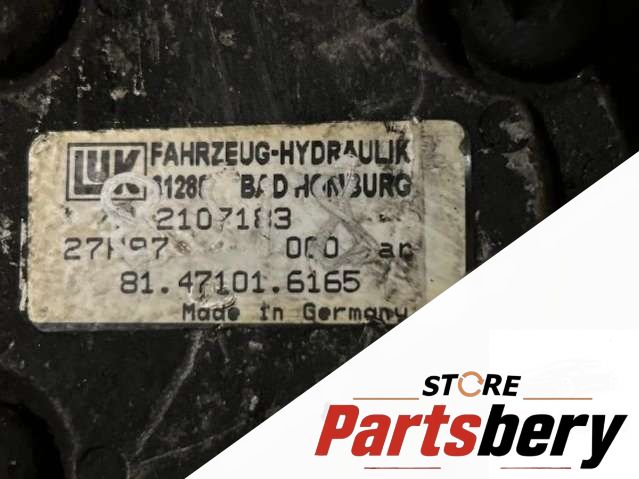 LUK FAHRZEUG-HYDRAULIK
BAD HOMBURG
2107183
81.47101.6165
Made in Germany
STORE
Partsbery